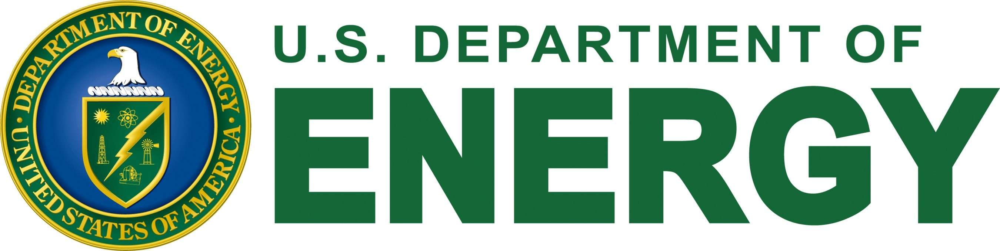 DEPARTMENT OF ENERGY
UNITED STATES OF AMERICA
U.S. DEPARTMENT OF
ENERGY